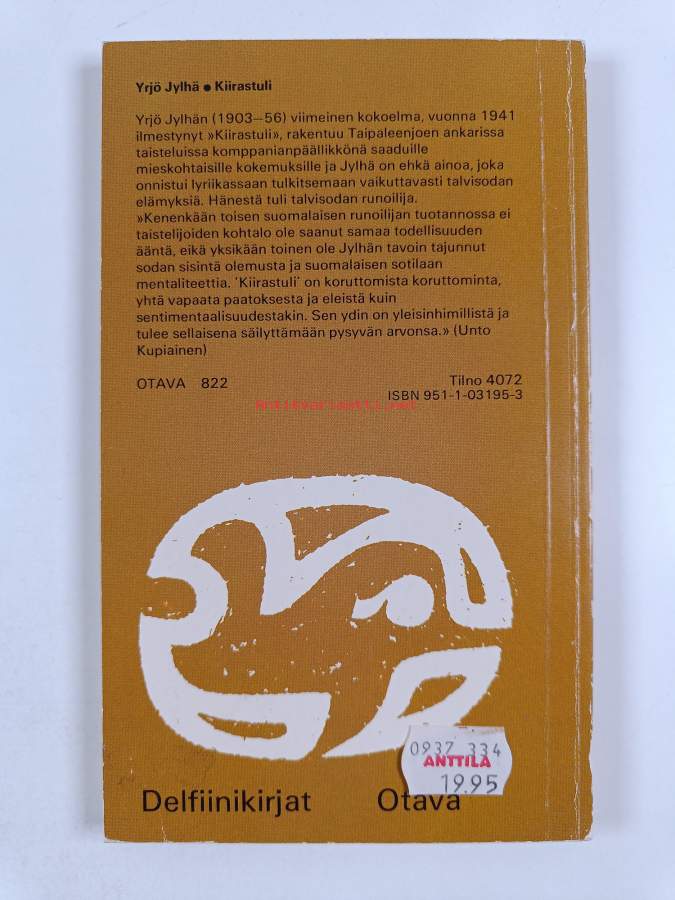 Yrjö Jylhä ● Kiirastuli
Yrjö Jylhän (1903—56) viimeinen kokoelma, vuonna 1941
ilmestynyt »Kiirastuli», rakentuu Taipaleenjoen ankarissa
taisteluissa komppanianpäällikkönä saaduille
mieskohtaisille kokemuksille ja Jylhä on ehkä ainoa, joka
onnistui lyriikassaan tulkitsemaan vaikuttavasti talvisodan
elämyksiä. Hänestä tuli talvisodan runoilija.
»Kenenkään toisen suomalaisen runoilijan tuotannossa ei
taistelijoiden kohtalo ole saanut samaa todellisuuden
ääntä, eikä yksikään toinen ole Jylhän tavoin tajunnut
sodan sisintä olemusta ja suomalaisen sotilaan
mentaliteettia. 'Kiirastuli' on koruttomista koruttominta,
yhtä vapaata paatoksesta ja eleistä kuin
sentimentaalisuudestakin. Sen ydin on yleisinhimillistä ja
tulee sellaisena säilyttämään pysyvän arvonsa.» (Unto
Kupiainen)
OTAVA 822
Tilno 4072
ISBN 951-1-03195-3
Antikvariaatti.net
0937 334
ANTTILA
19.95
Delfiinikirjat Otava